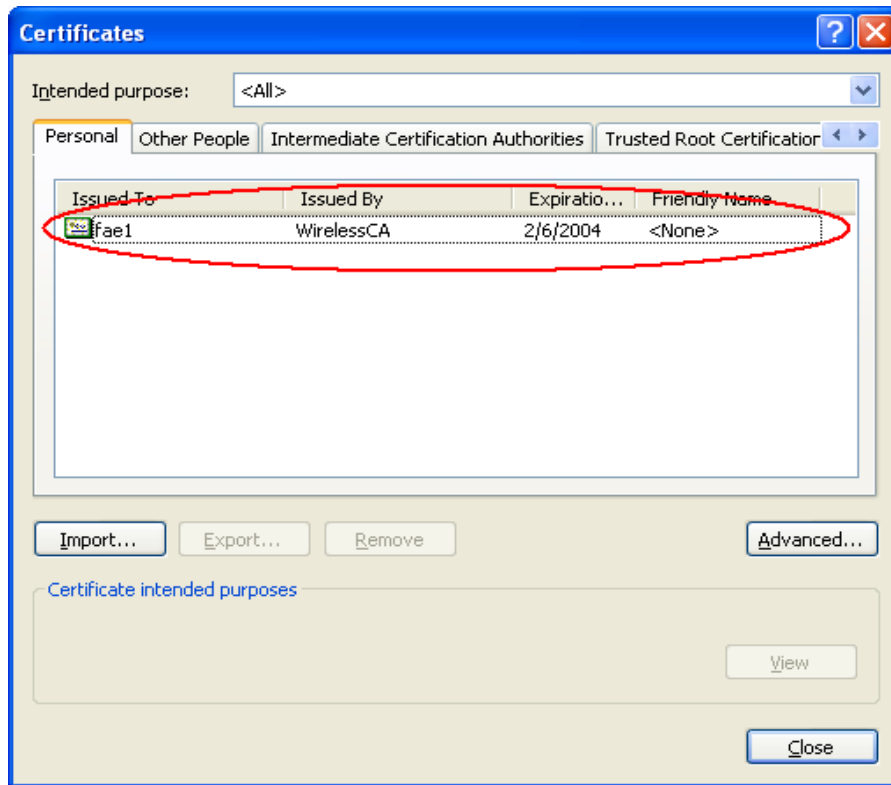 Certificates
Intended purpose: <All>
Personal Other People Intermediate Certification Authorities Trusted Root Certification
Issued To Issued By Expiratio... Friendly Name
fae1 WirelessCA 2/6/2004 <None>
Import... Export... Remove Advanced...
Certificate intended purposes
View
Close